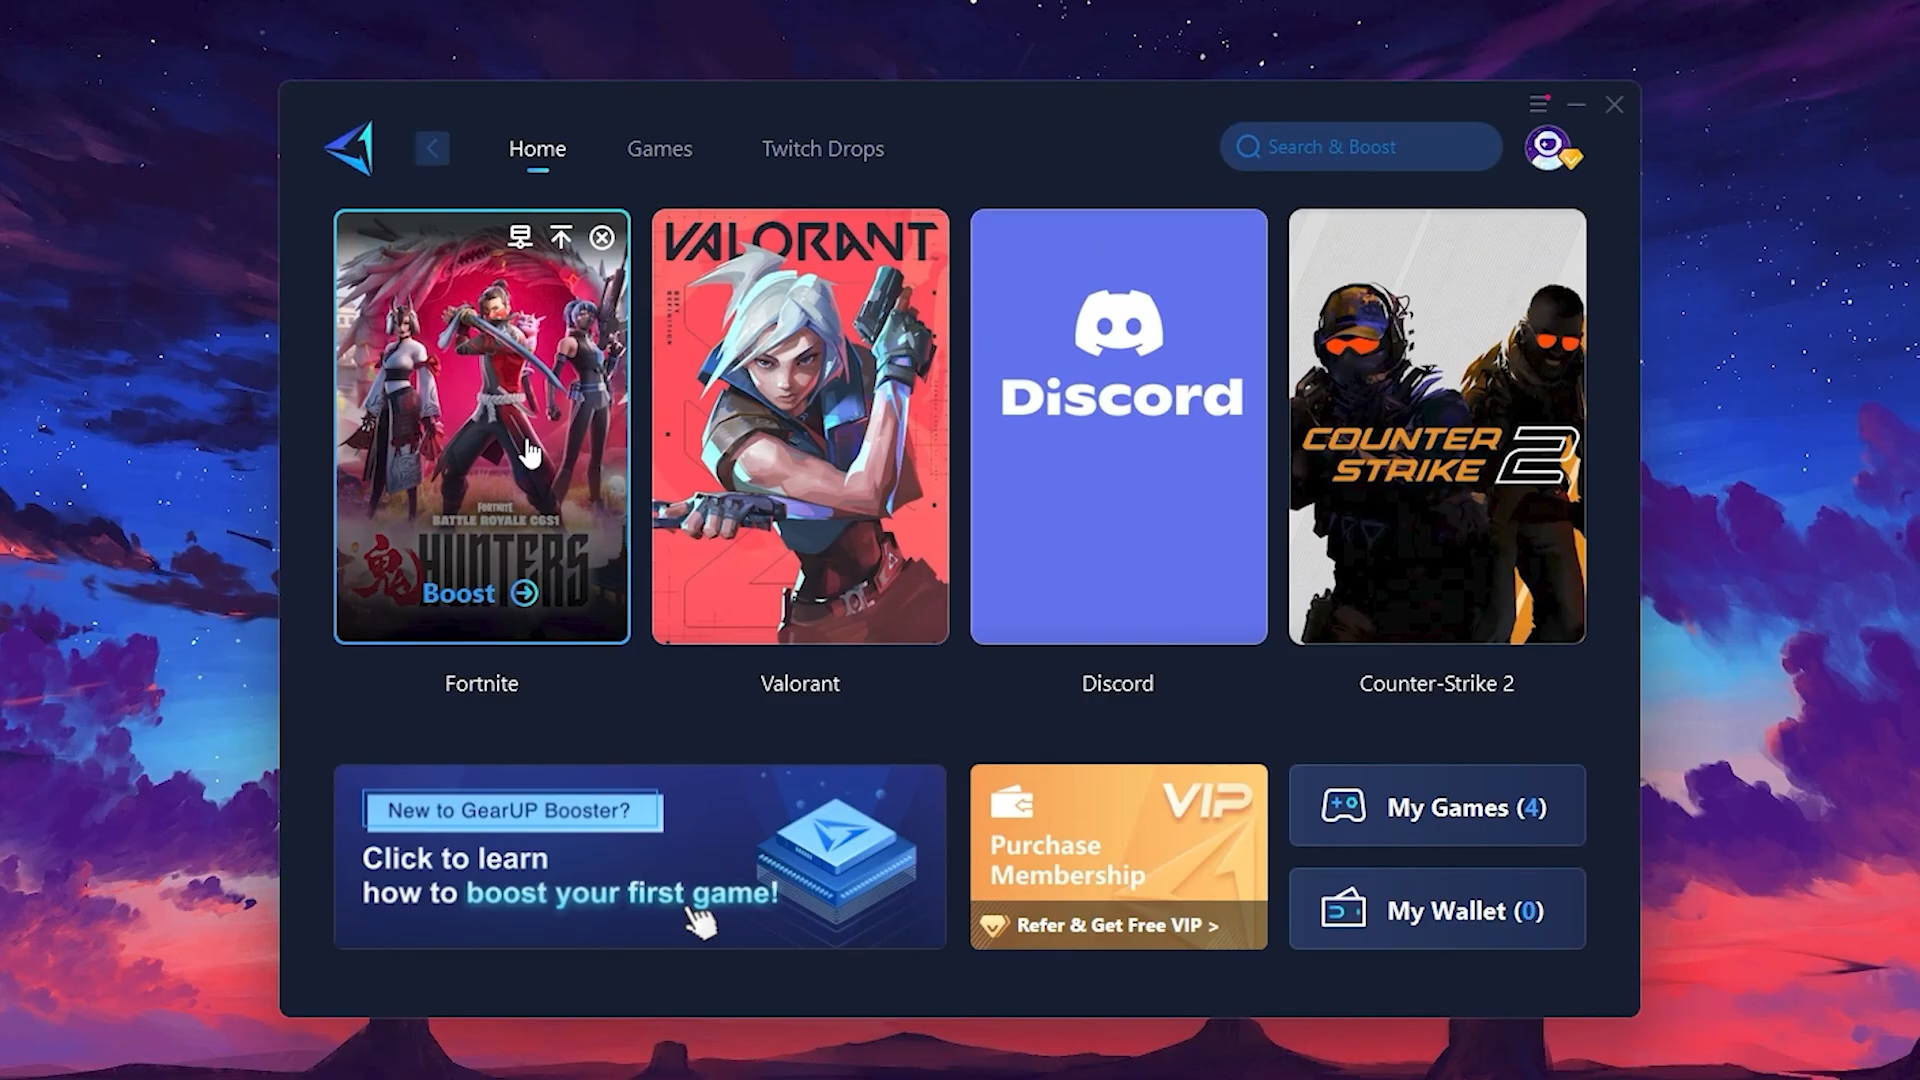 Home
Games
Twitch Drops
Search & Boost
FORTNITE
BATTLE ROYALE C6S1
鬼 HUNTERS
Boost
VALORANT
Discord
COUNTER
STRIKE 2
Fortnite
Valorant
Discord
Counter-Strike 2
New to GearUP Booster?
Click to learn
how to boost your first game!
VIP
Purchase
Membership
Refer & Get Free VIP >
My Games (4)
My Wallet (0)